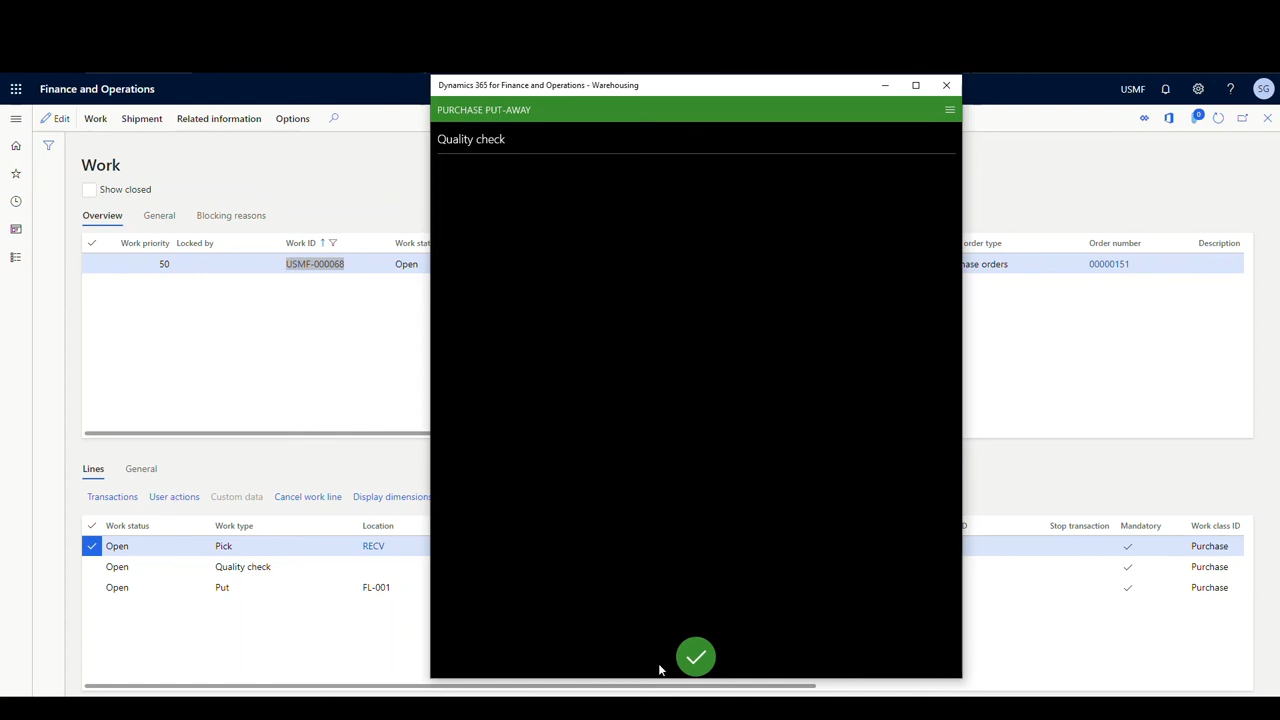 Dynamics 365 for Finance and Operations - Warehousing
Finance and Operations
USMF
?
SG
PURCHASE PUT-AWAY
Edit Work Shipment Related information Options
0
Quality check
Work
Show closed
Overview General Blocking reasons
Work priority Locked by Work ID Work stat order type Order number Description
50 USMF-000068 Open hase orders 00000151
Lines General
Transactions User actions Custom data Cancel work line Display dimensions
Work status Work type Location D Stop transaction Mandatory Work class ID
Open Pick RECV Purchase
Open Quality check Purchase
Open Put FL-001 Purchase